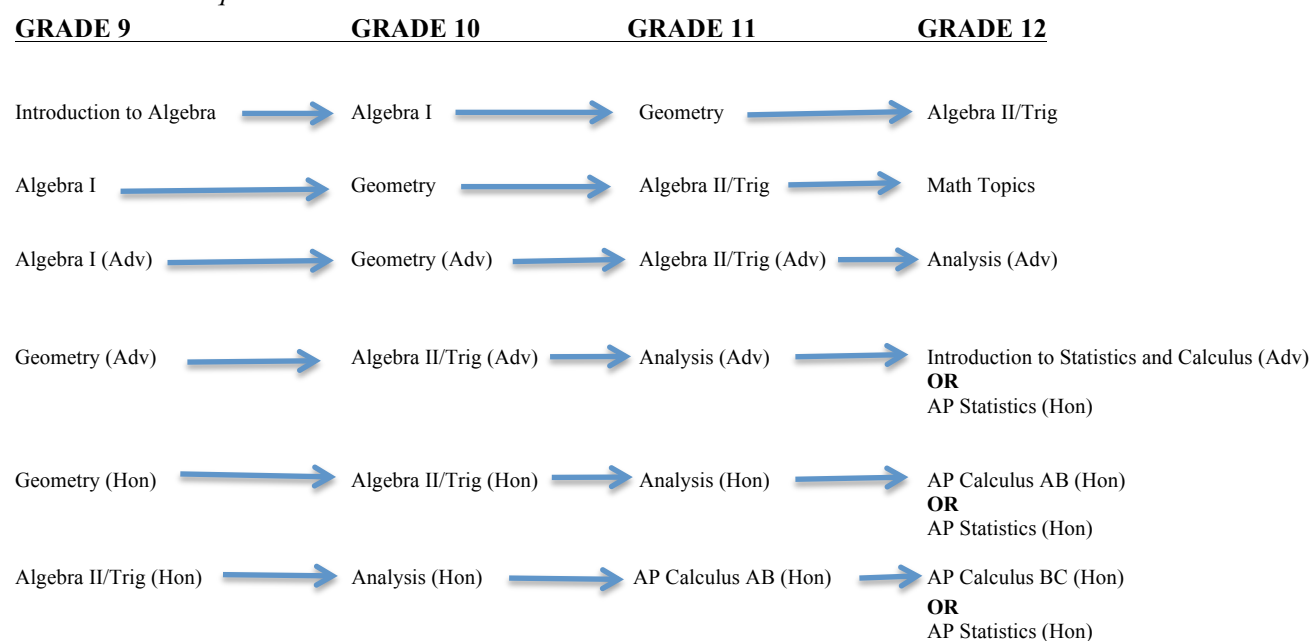 GRADE 9 GRADE 10 GRADE 11 GRADE 12
Introduction to Algebra Algebra I Geometry Algebra II/Trig
Algebra I Geometry Algebra II/Trig Math Topics
Algebra I (Adv) Geometry (Adv) Algebra II/Trig (Adv) Analysis (Adv)
Geometry (Adv) Algebra II/Trig (Adv) Analysis (Adv) Introduction to Statistics and Calculus (Adv)
OR
AP Statistics (Hon)
Geometry (Hon) Algebra II/Trig (Hon) Analysis (Hon) AP Calculus AB (Hon)
OR
AP Statistics (Hon)
Algebra II/Trig (Hon) Analysis (Hon) AP Calculus AB (Hon) AP Calculus BC (Hon)
OR
AP Statistics (Hon)